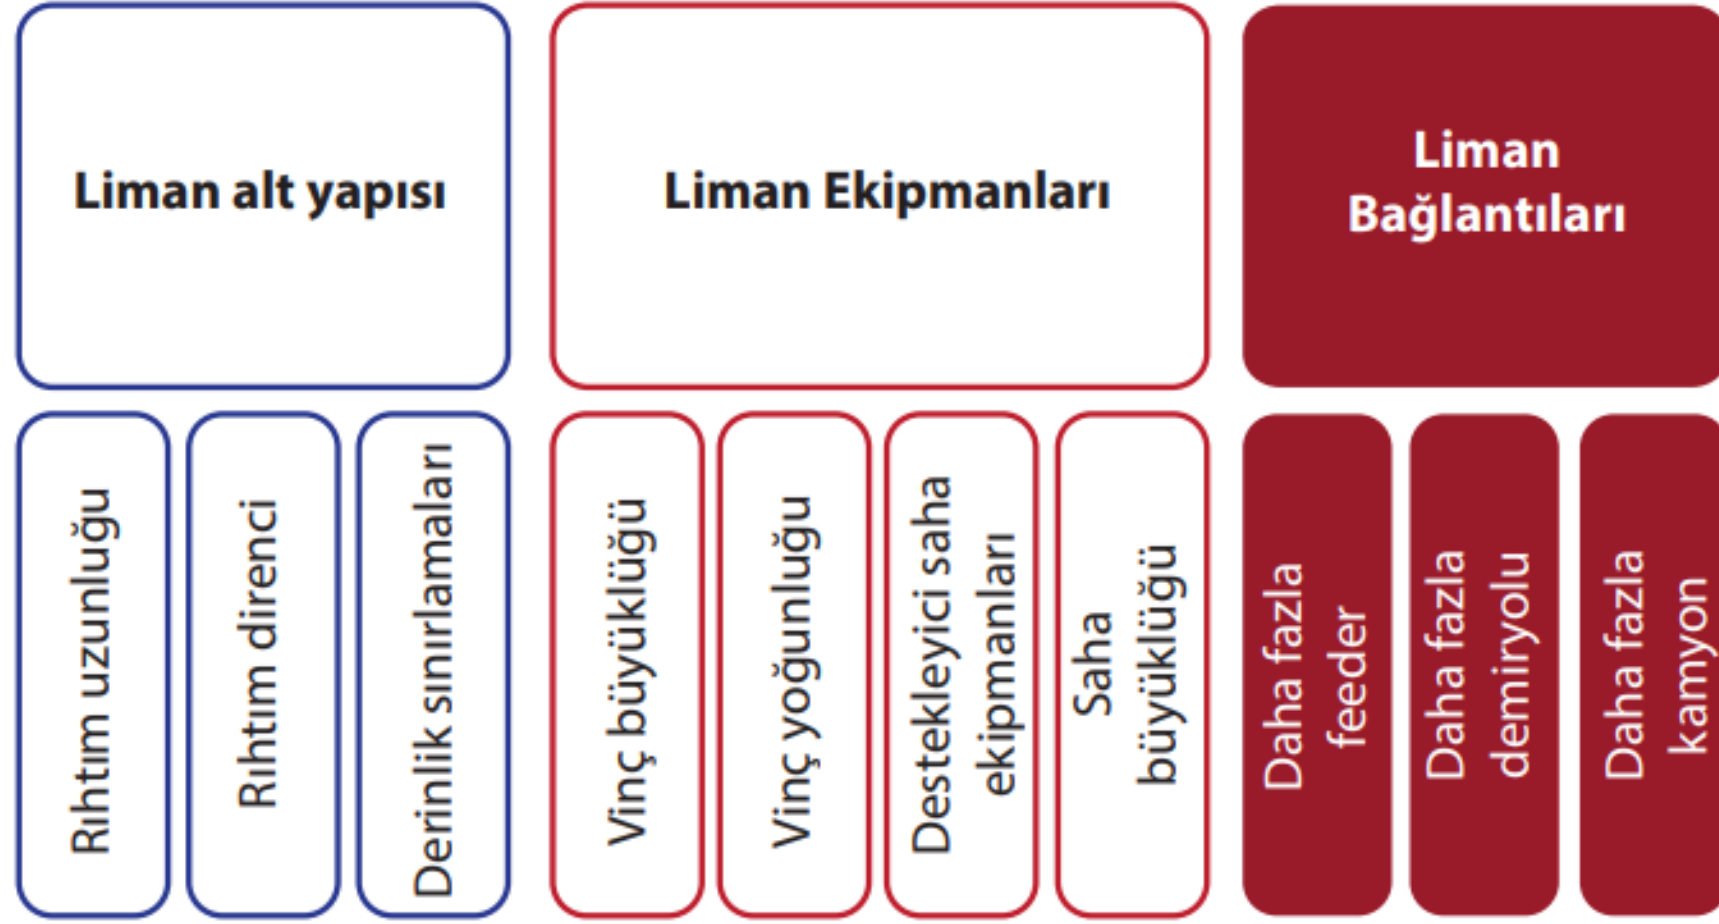 Liman alt yapısı
Liman Ekipmanları
Liman
Bağlantıları
Rıhtım uzunluğu
Rıhtım direnci
Derinlik sınırlamaları
Vinç büyüklüğü
Vinç yoğunluğu
Destekleyici saha
ekipmanları
Saha
büyüklüğü
Daha fazla
feeder
Daha fazla
demiryolu
Daha fazla
kamyon